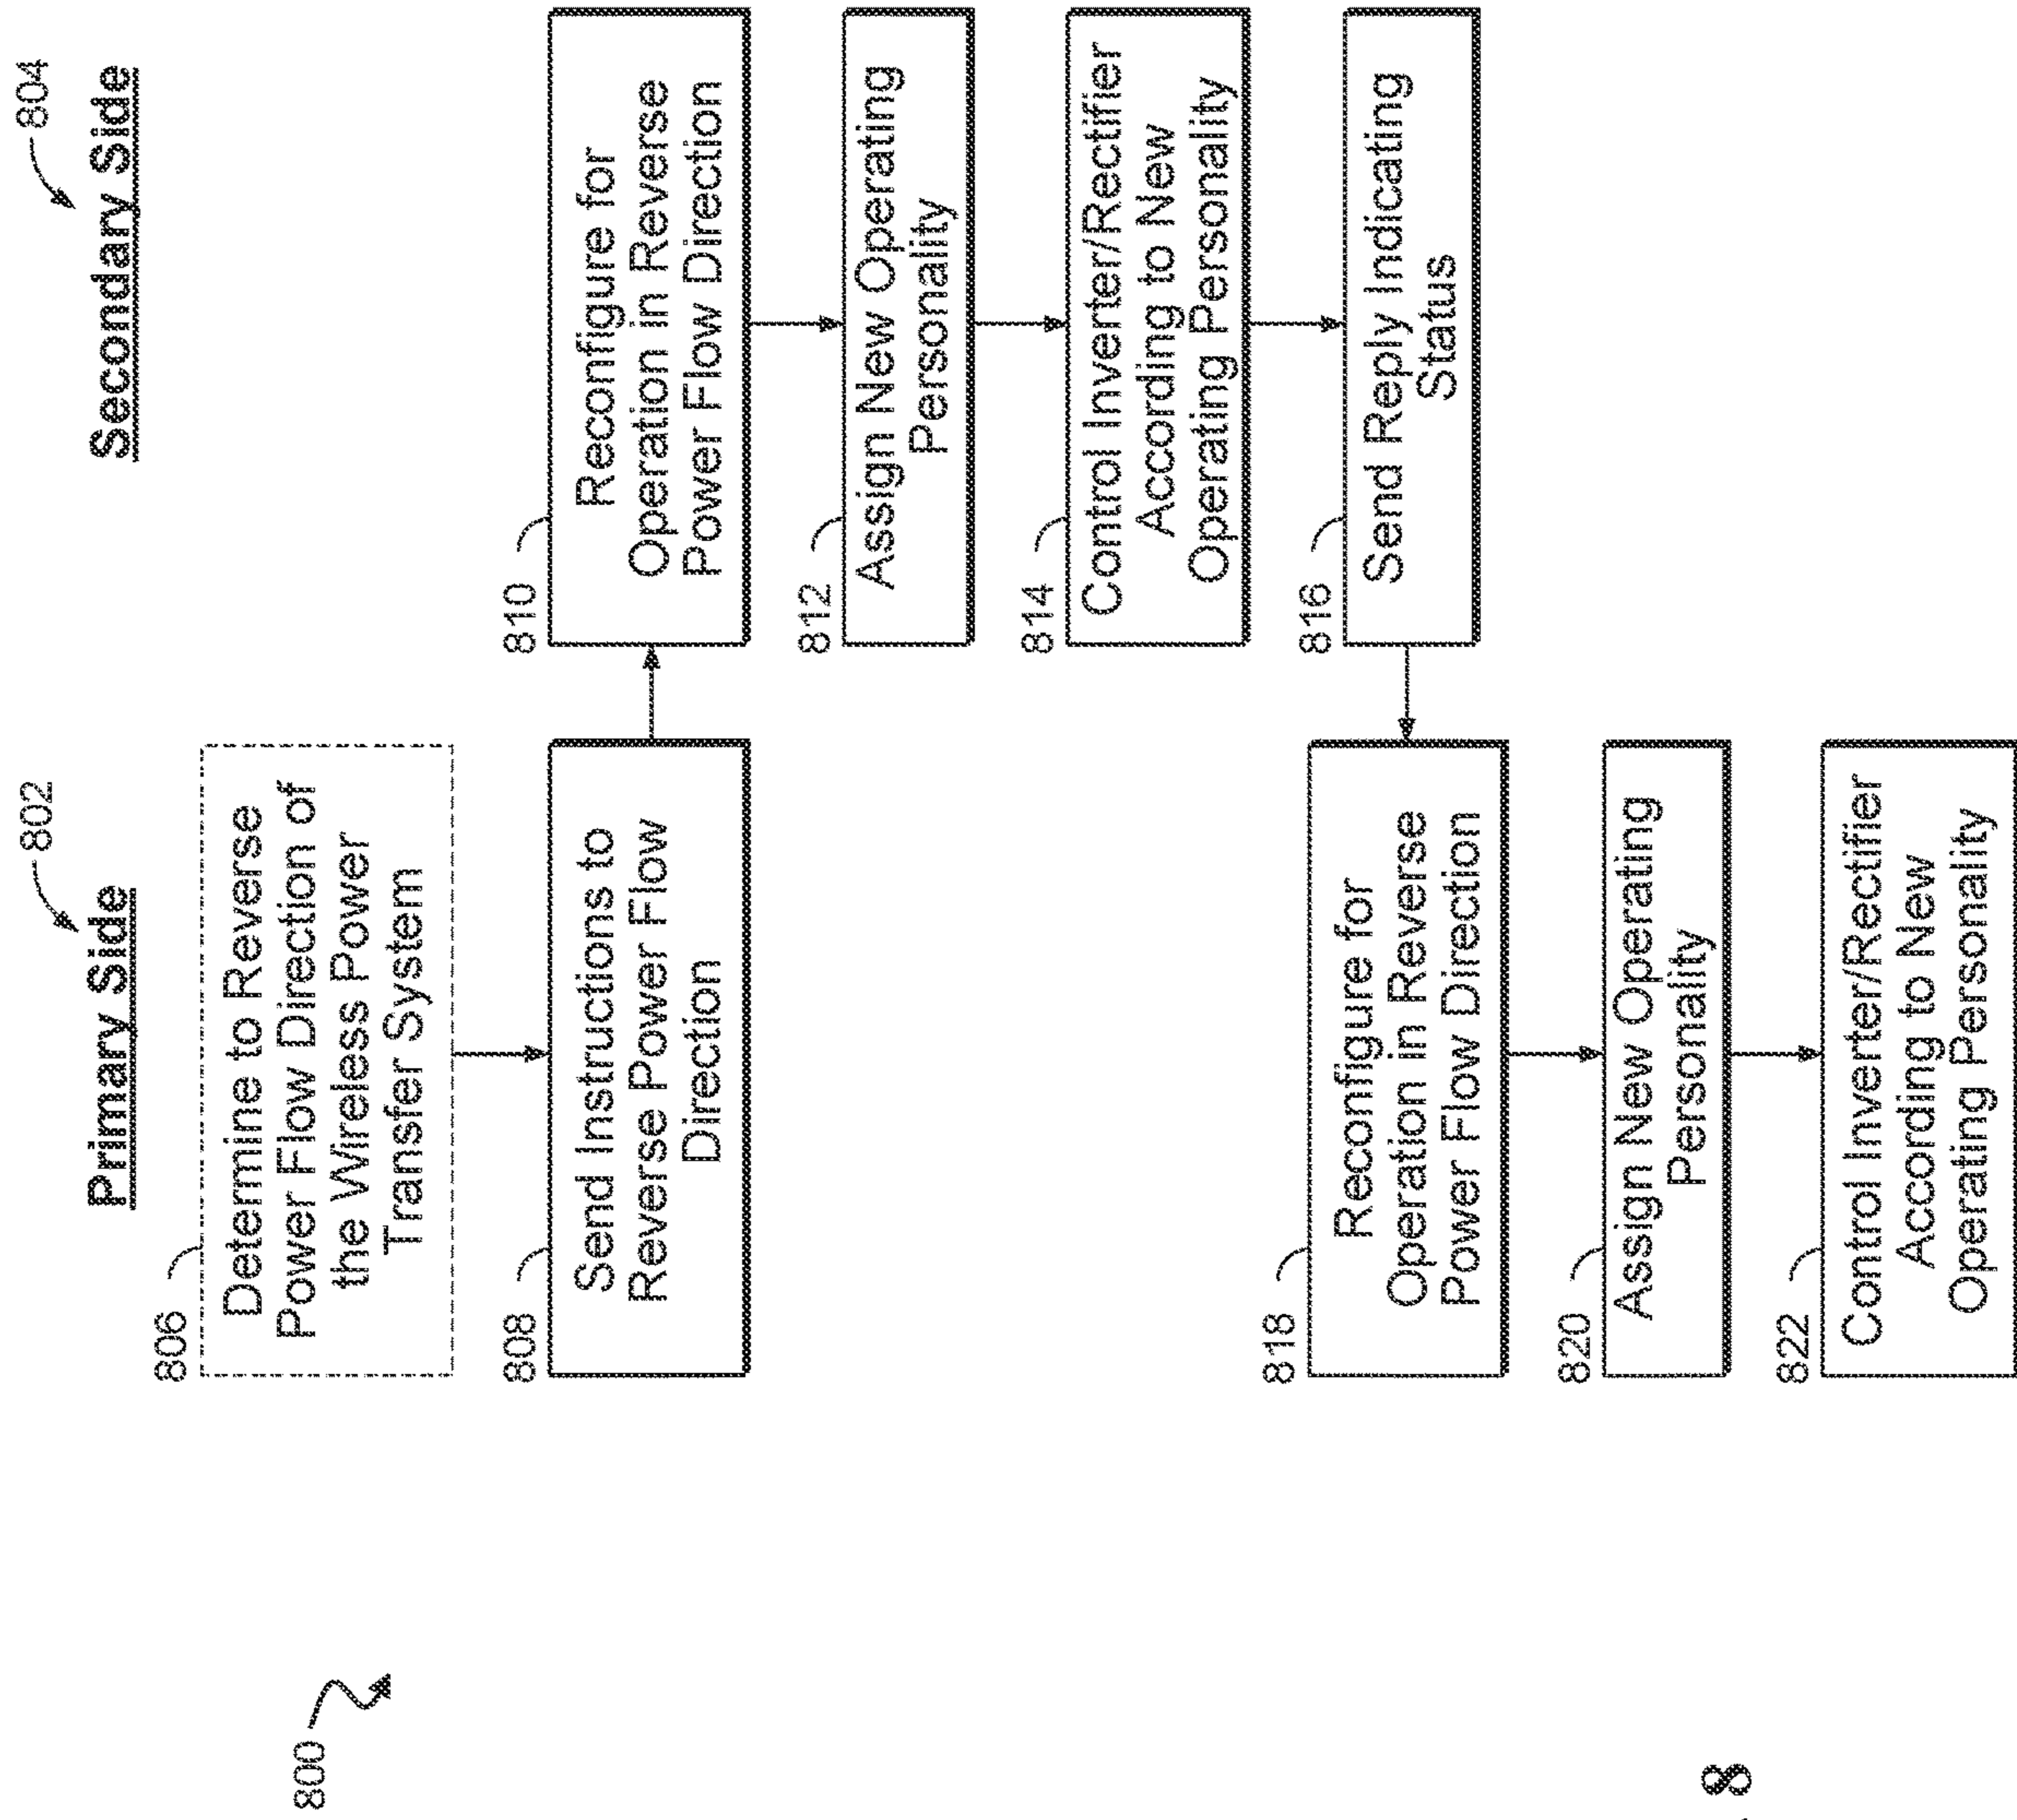 800
802
Primary Side
804
Secondary Side
806
Determine to Reverse
Power Flow Direction of
the Wireless Power
Transfer System
808
Send Instructions to
Reverse Power Flow
Direction
810
Reconfigure for
Operation in Reverse
Power Flow Direction
812
Assign New Operating
Personality
814
Control Inverter/Rectifier
According to New
Operating Personality
816
Send Reply Indicating
Status
818
Reconfigure for
Operation in Reverse
Power Flow Direction
820
Assign New Operating
Personality
822
Control Inverter/Rectifier
According to New
Operating Personality
8